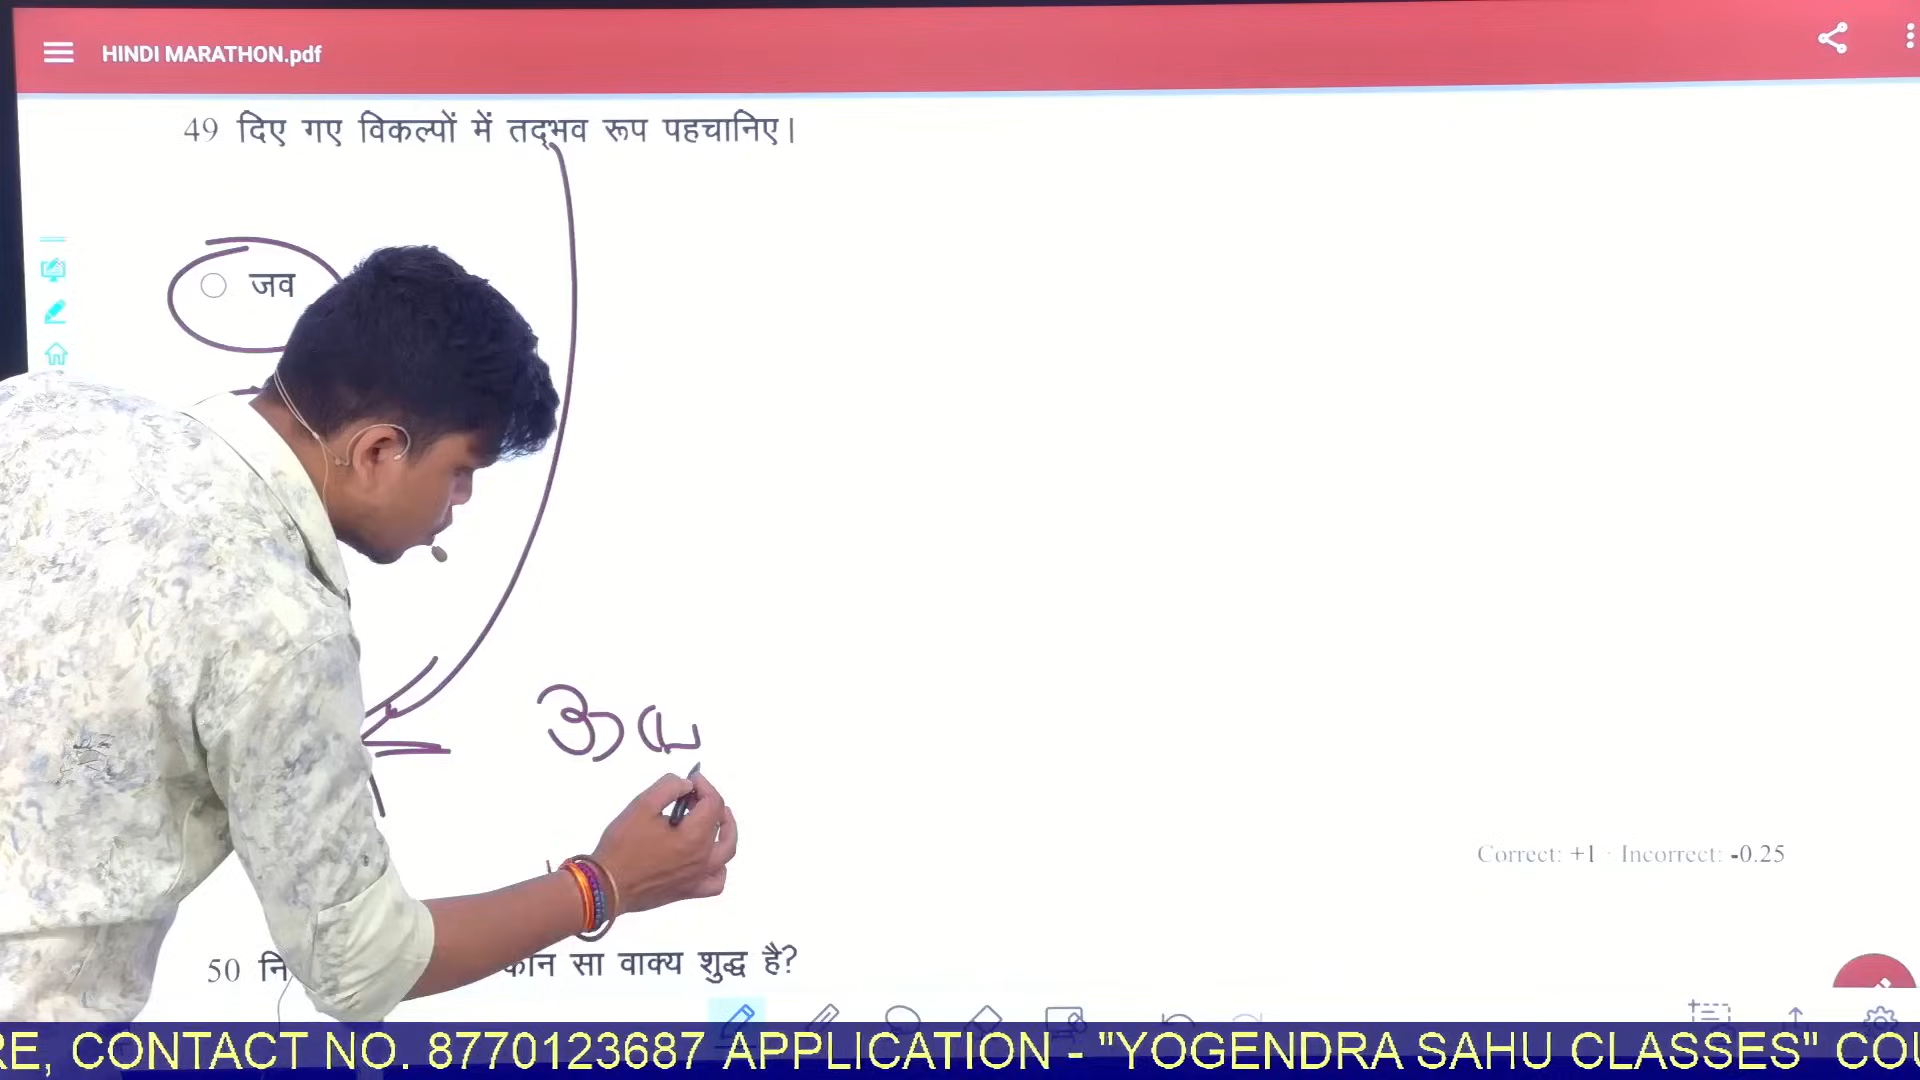 HINDI MARATHON.pdf
49 दिए गए विकल्पों में तद्भव रूप पहचानिए।
जव
Correct: +1 · Incorrect: -0.25
50 नि कौन सा वाक्य शुद्ध है?
RE, CONTACT NO. 8770123687 APPLICATION - "YOGENDRA SAHU CLASSES" COU